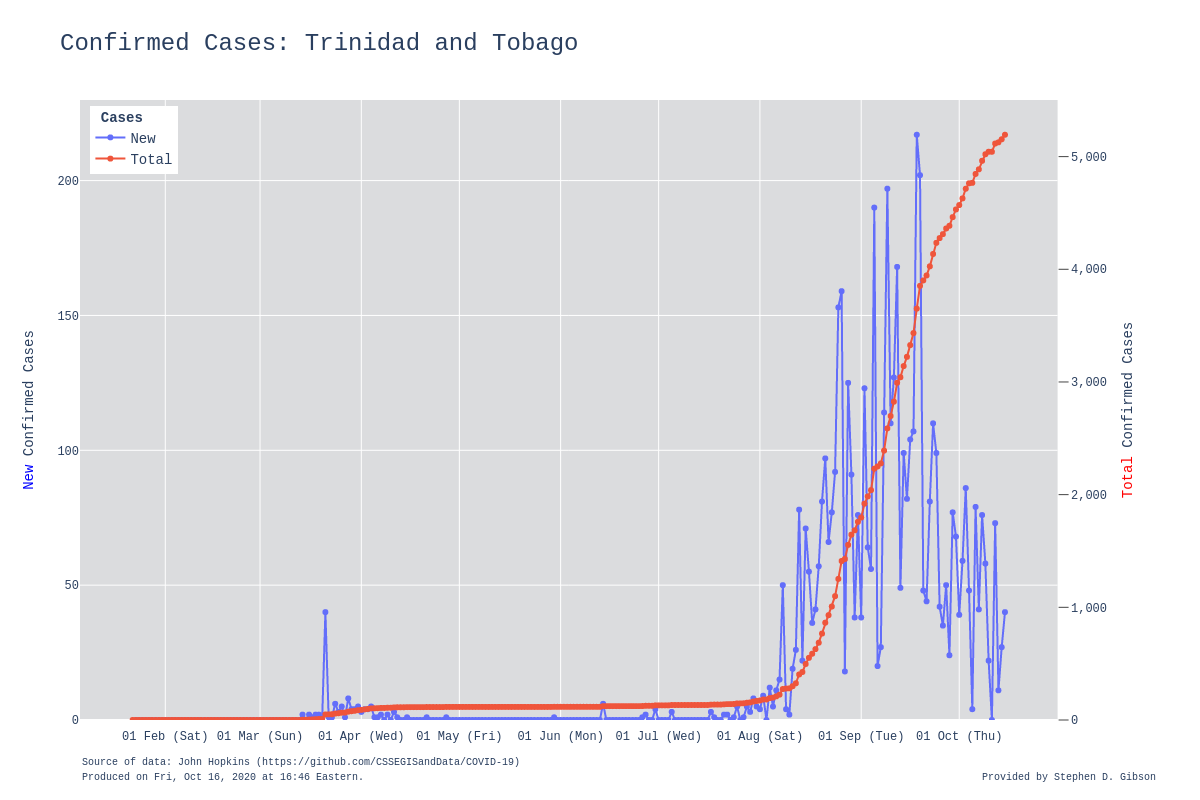 Confirmed Cases: Trinidad and Tobago
Cases
New
Total
200
150
100
50
0
5,000
4,000
3,000
2,000
1,000
0
New Confirmed Cases
Total Confirmed Cases
01 Feb (Sat) 01 Mar (Sun) 01 Apr (Wed) 01 May (Fri) 01 Jun (Mon) 01 Jul (Wed) 01 Aug (Sat) 01 Sep (Tue) 01 Oct (Thu)
Source of data: John Hopkins (https://github.com/CSSEGISandData/COVID-19)
Produced on Fri, Oct 16, 2020 at 16:46 Eastern.
Provided by Stephen D. Gibson